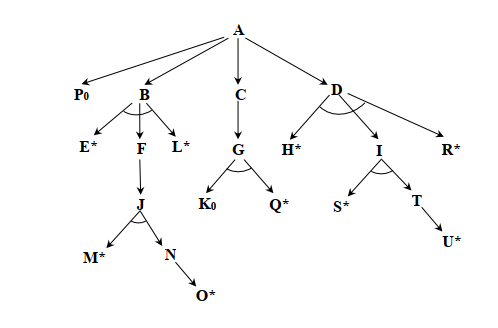 A
P₀ B C D
E* F L* G H* I R*
J K₀ Q* S* T
M* N U*
O*